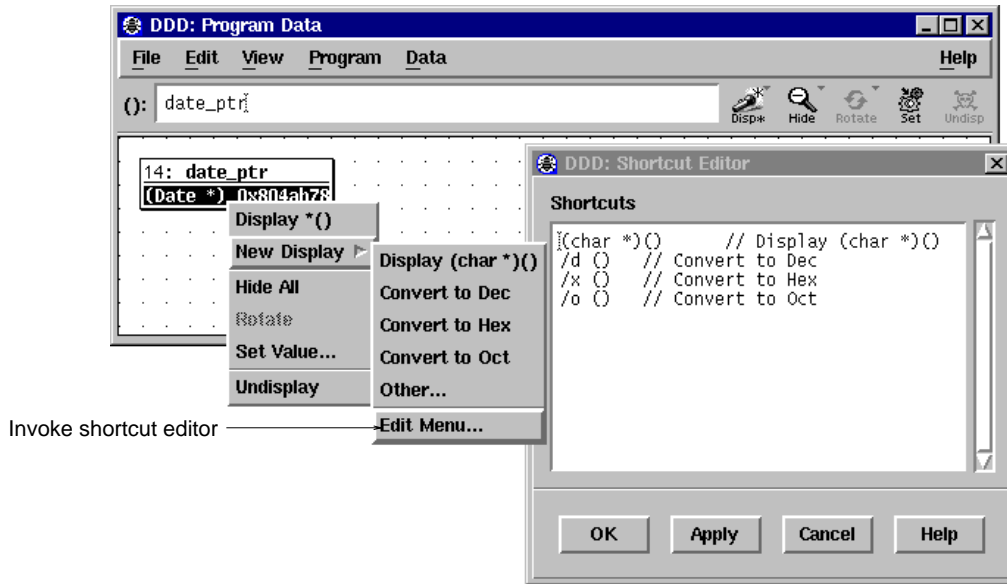 DDD: Program Data
File Edit View Program Data Help
(): date_ptr
Disp* Hide Rotate Set Undisp
14: date_ptr
(Date *) 0x804ab78
Display *()
New Display
Hide All
Rotate
Set Value...
Undisplay
Display (char *)()
Convert to Dec
Convert to Hex
Convert to Oct
Other...
Edit Menu...
Invoke shortcut editor
DDD: Shortcut Editor
Shortcuts
(char *)() // Display (char *)()
/d () // Convert to Dec
/x () // Convert to Hex
/o () // Convert to Oct
OK Apply Cancel Help